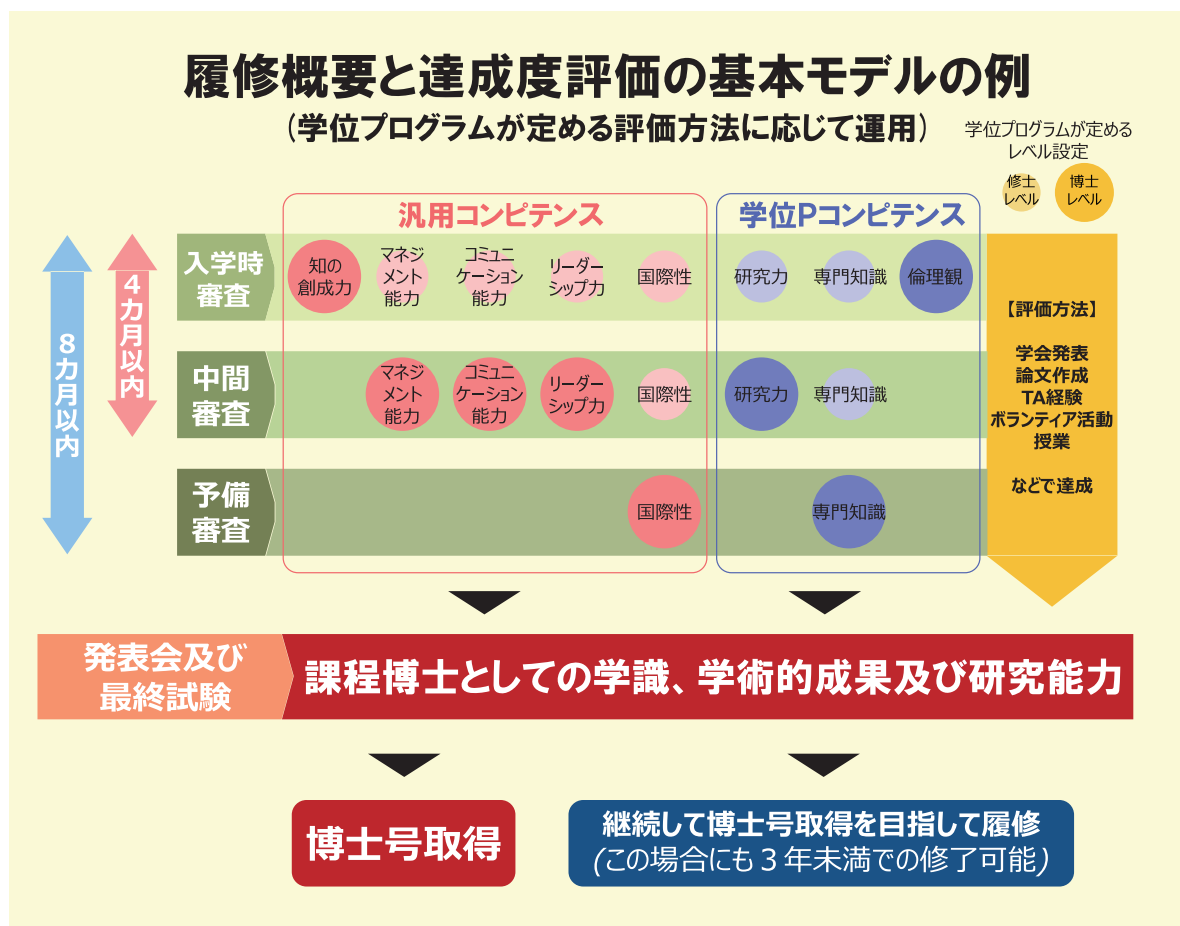 履修概要と達成度評価の基本モデルの例
(学位プログラムが定める評価方法に応じて運用)
学位プログラムが定める
レベル設定
修士
レベル
博士
レベル
汎用コンピテンス
学位Pコンピテンス
8カ月以内
4カ月以内
入学時
審査
知の
創成力
マネジ
メント
能力
コミュニ
ケーション
能力
リーダー
シップ力
国際性
研究力
専門知識
倫理観
中間
審査
マネジ
メント
能力
コミュニ
ケーション
能力
リーダー
シップ力
国際性
研究力
専門知識
予備
審査
国際性
専門知識
【評価方法】
学会発表
論文作成
TA経験
ボランティア活動
授業
などで達成
発表会及び
最終試験
課程博士としての学識、学術的成果及び研究能力
博士号取得
継続して博士号取得を目指して履修
(この場合にも3年未満での修了可能)